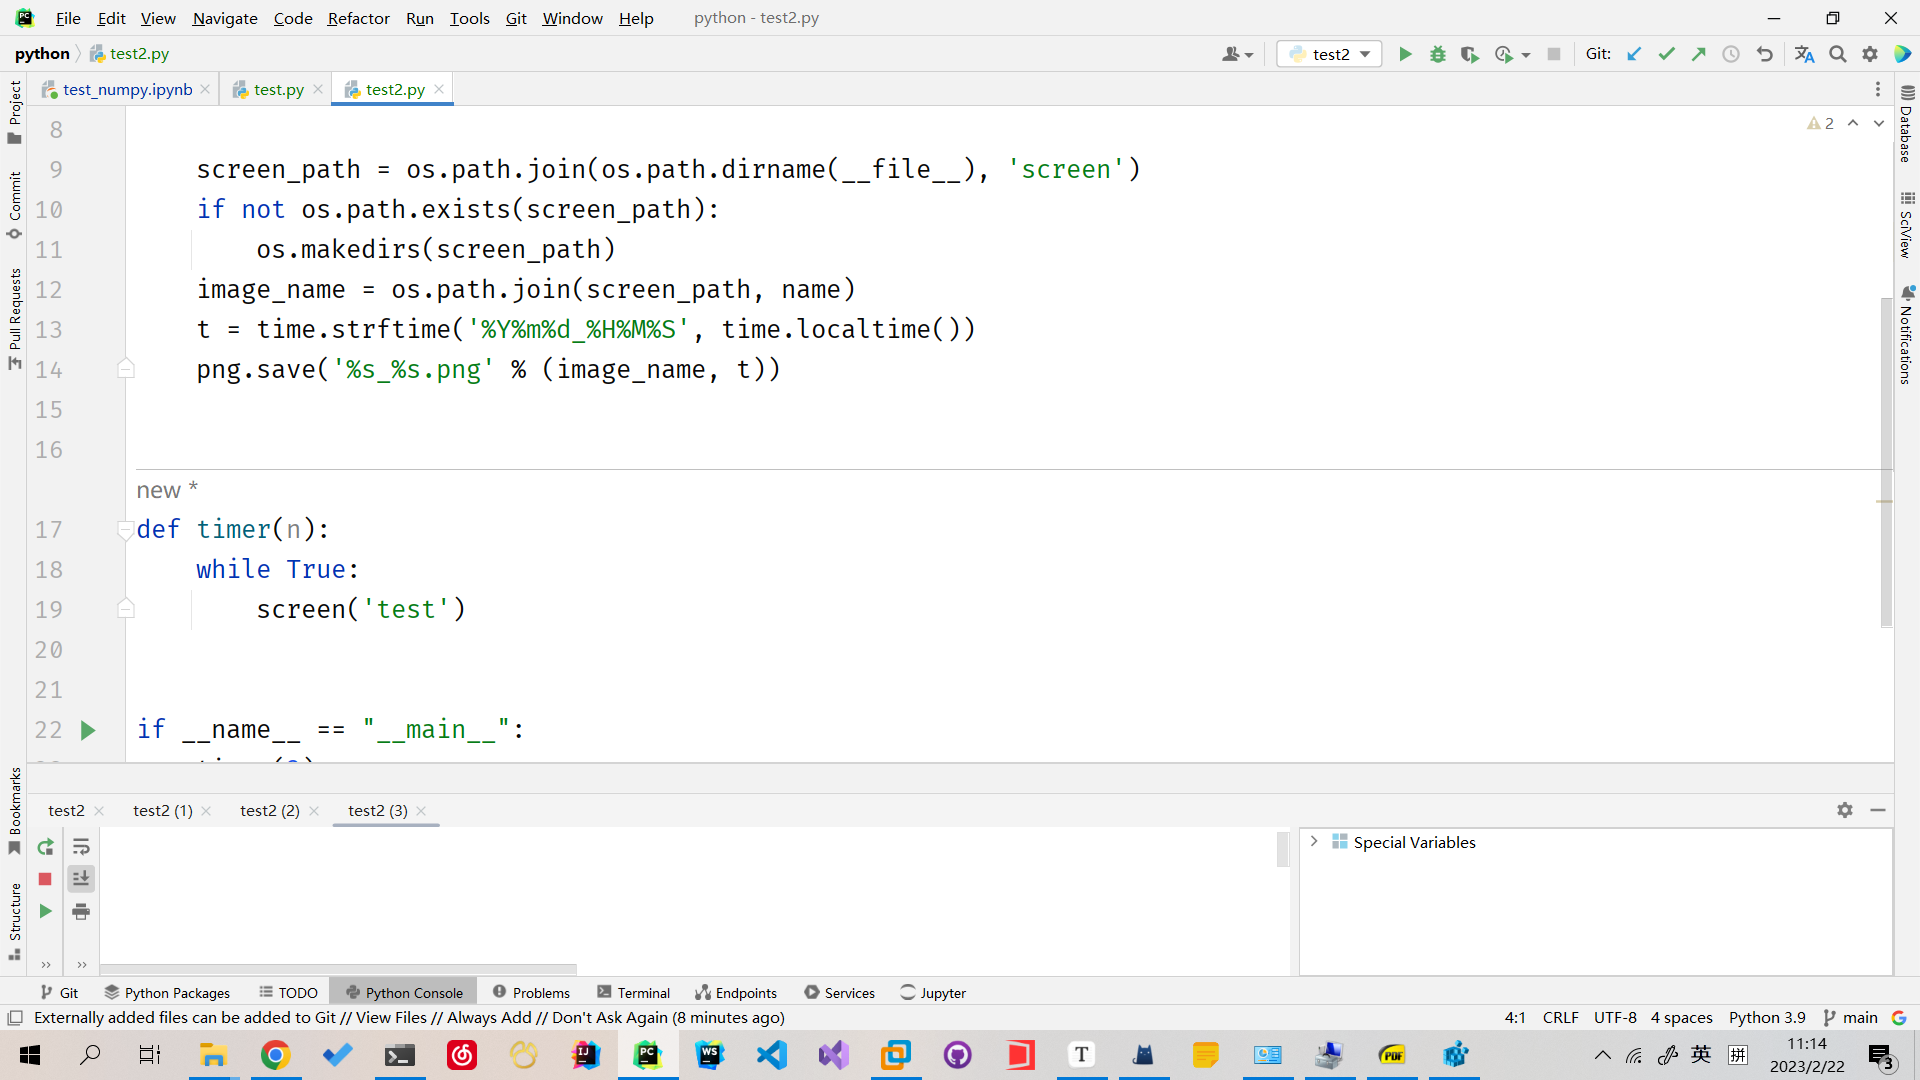 File Edit View Navigate Code Refactor Run Tools Git Window Help python - test2.py
python test2.py test2 Git:
test_numpy.ipynb test.py test2.py
2
8
9 screen_path = os.path.join(os.path.dirname(__file__), 'screen')
10 if not os.path.exists(screen_path):
11 os.makedirs(screen_path)
12 image_name = os.path.join(screen_path, name)
13 t = time.strftime('%Y%m%d_%H%M%S', time.localtime())
14 png.save('%s_%s.png' % (image_name, t))
15
16
new *
17 def timer(n):
18 while True:
19 screen('test')
20
21
22 if __name__ == "__main__":
Project
Commit
Pull Requests
Bookmarks
Structure
Database
SciView
Notifications
test2 test2 (1) test2 (2) test2 (3)
Special Variables
Git Python Packages TODO Python Console Problems Terminal Endpoints Services Jupyter
Externally added files can be added to Git // View Files // Always Add // Don't Ask Again (8 minutes ago) 4:1 CRLF UTF-8 4 spaces Python 3.9 main
英 拼 11:14
2023/2/22 3